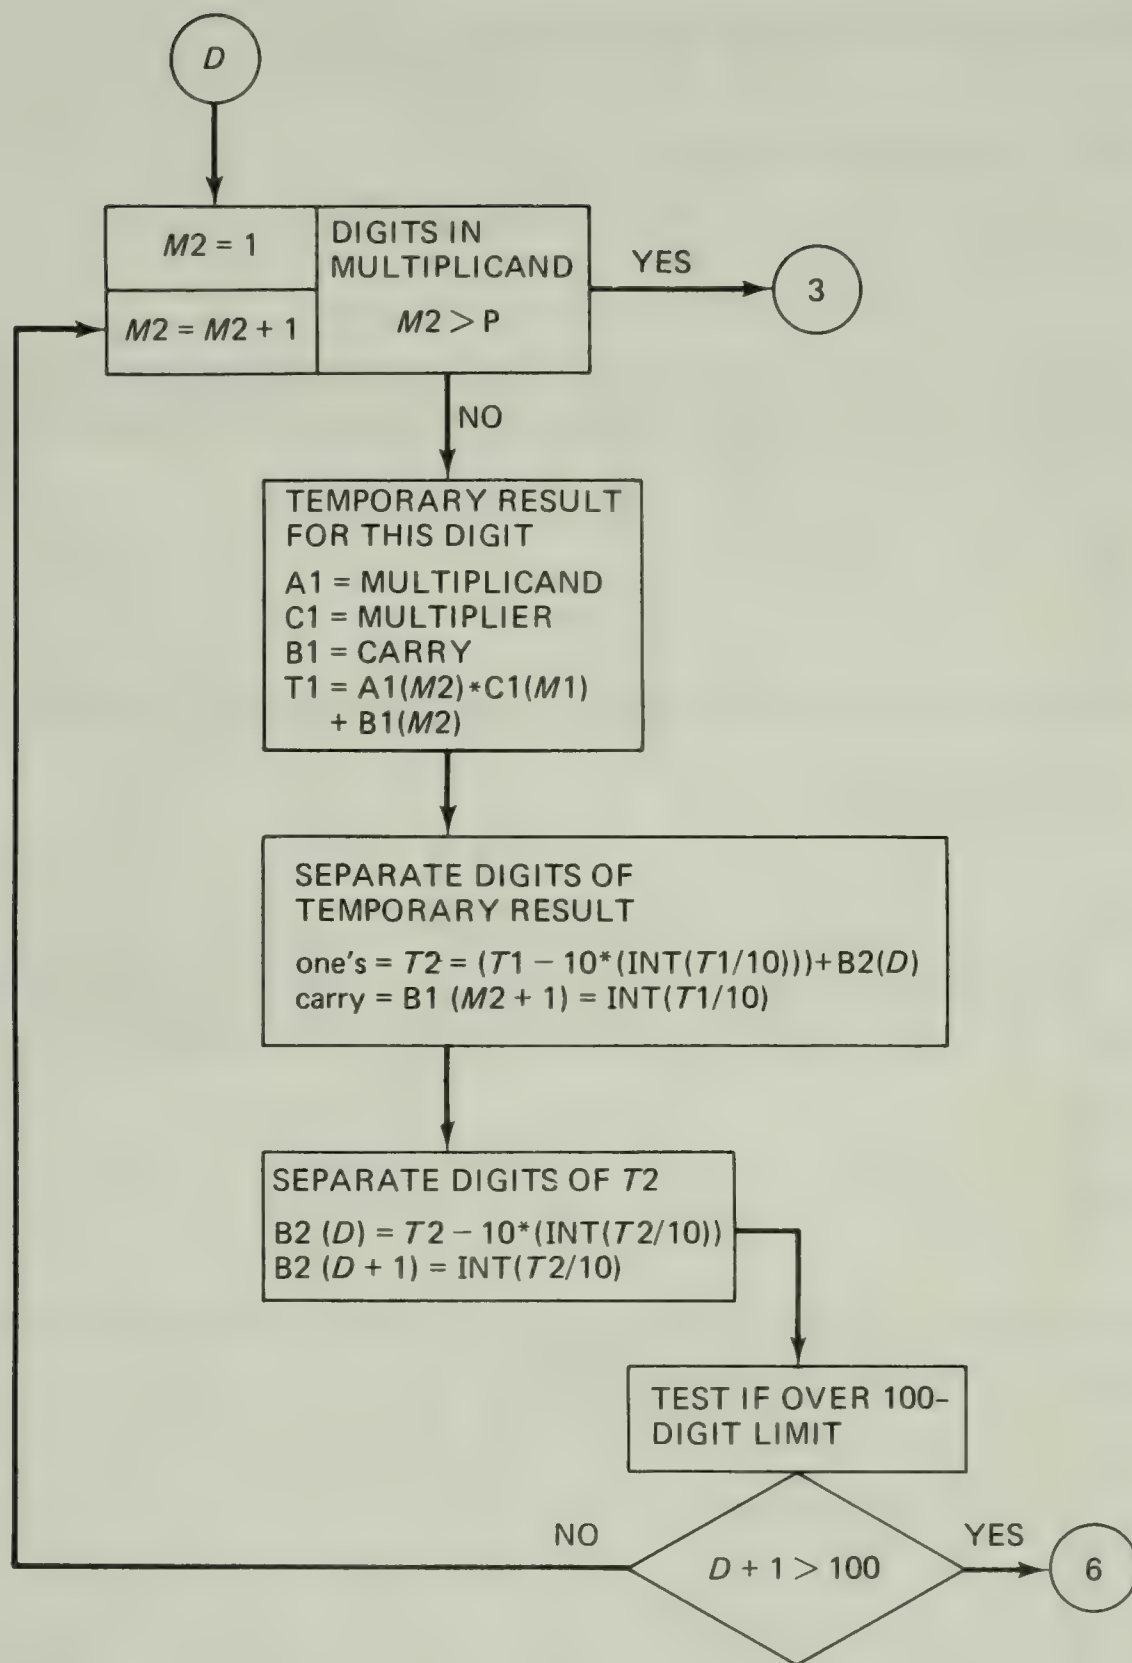 D
M2 = 1
M2 = M2 + 1
DIGITS IN
MULTIPLICAND
M2 > P
YES
3
NO
TEMPORARY RESULT
FOR THIS DIGIT
A1 = MULTIPLICAND
C1 = MULTIPLIER
B1 = CARRY
T1 = A1(M2)*C1(M1)
+ B1(M2)
SEPARATE DIGITS OF
TEMPORARY RESULT
one's = T2 = (T1 − 10*(INT(T1/10)))+B2(D)
carry = B1 (M2 + 1) = INT(T1/10)
SEPARATE DIGITS OF T2
B2 (D) = T2 − 10*(INT(T2/10))
B2 (D + 1) = INT(T2/10)
TEST IF OVER 100-
DIGIT LIMIT
NO
D + 1 > 100
YES
6